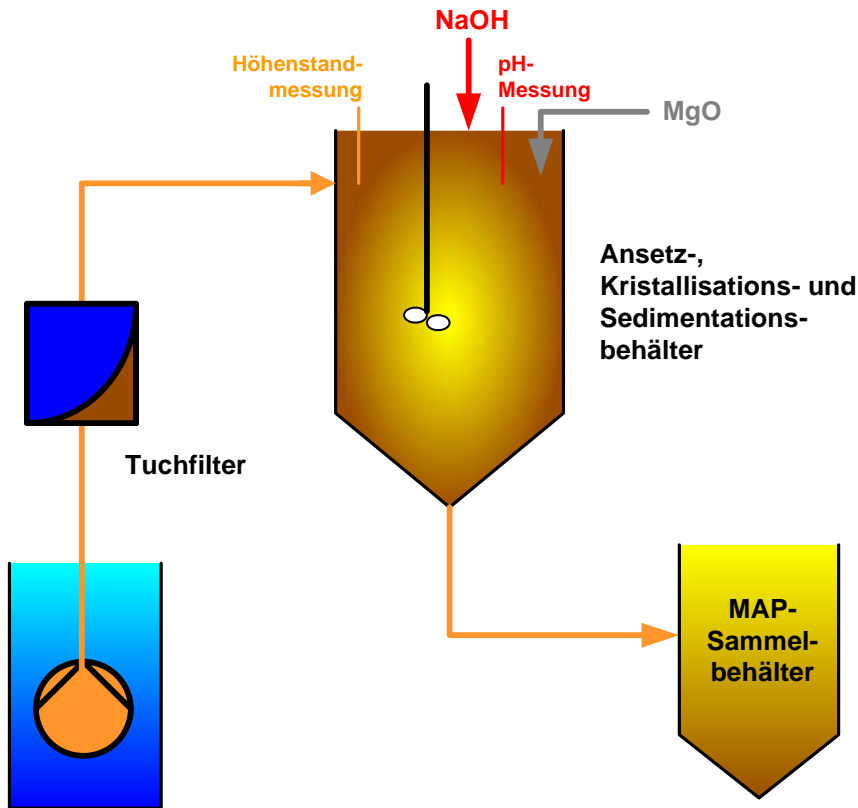 NaOH
Höhenstand-
messung
pH-
Messung
MgO
Ansetz-,
Kristallisations- und
Sedimentations-
behälter
Tuchfilter
MAP-
Sammel-
behälter